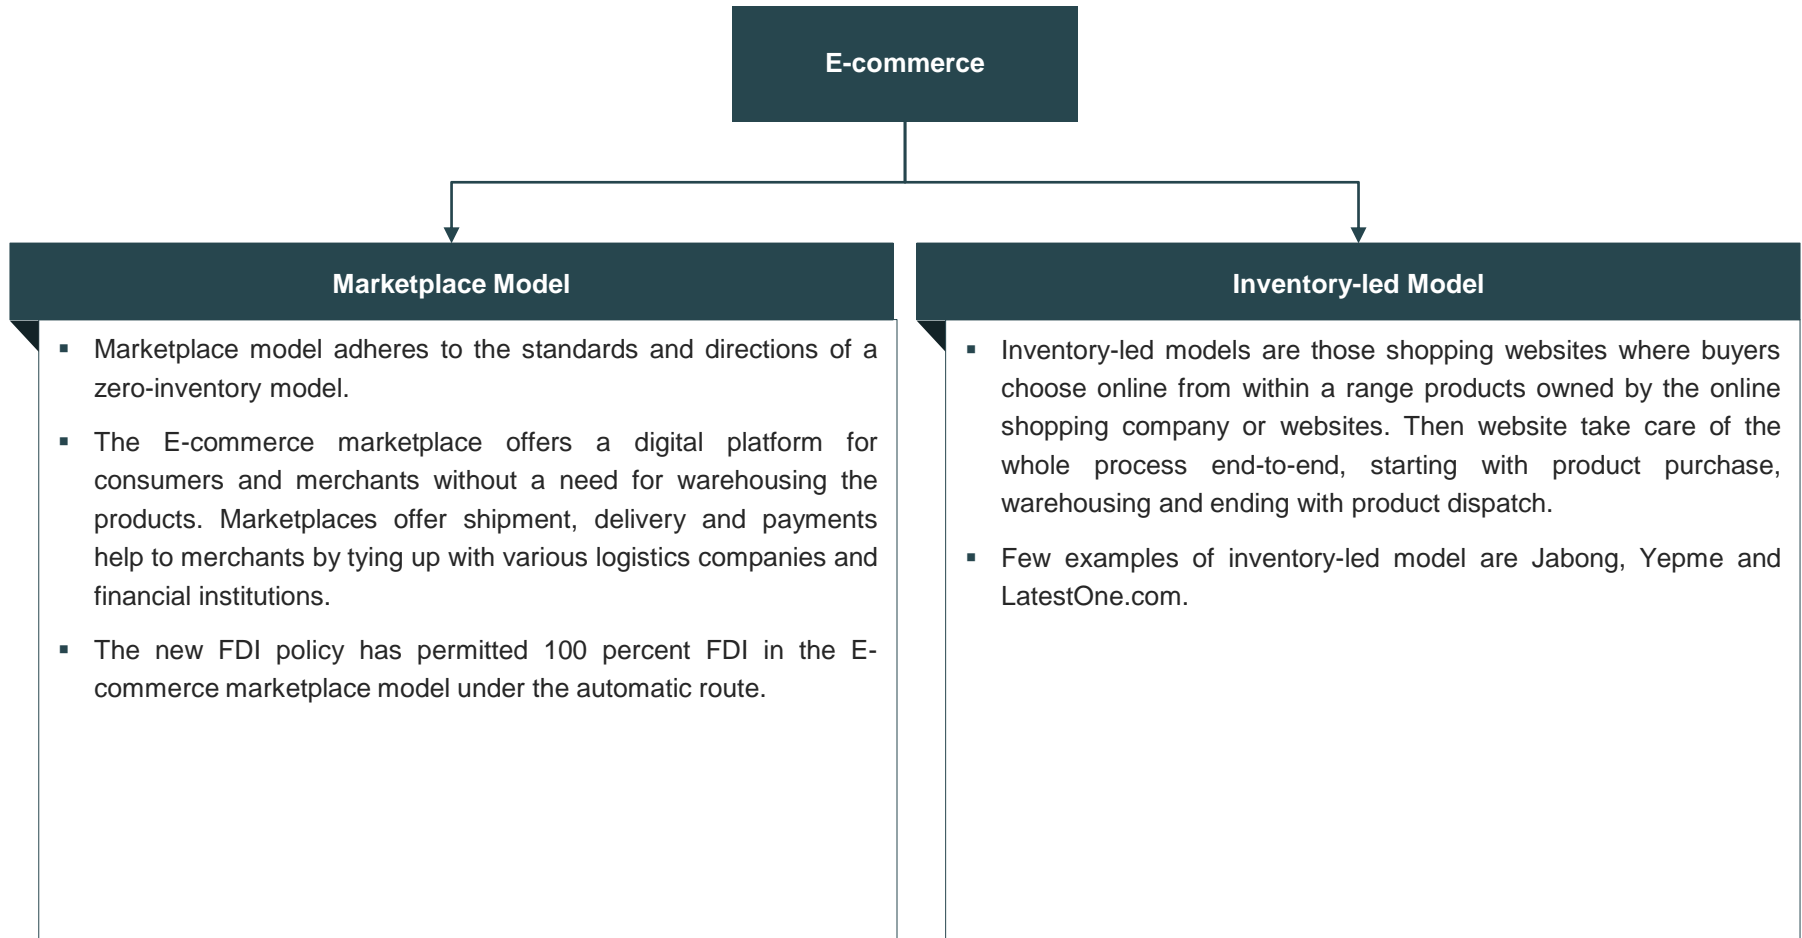 E-commerce
Marketplace Model
▪ Marketplace model adheres to the standards and directions of a
zero-inventory model.
▪ The E-commerce marketplace offers a digital platform for
consumers and merchants without a need for warehousing the
products. Marketplaces offer shipment, delivery and payments
help to merchants by tying up with various logistics companies and
financial institutions.
▪ The new FDI policy has permitted 100 percent FDI in the E-
commerce marketplace model under the automatic route.
Inventory-led Model
▪ Inventory-led models are those shopping websites where buyers
choose online from within a range products owned by the online
shopping company or websites. Then website take care of the
whole process end-to-end, starting with product purchase,
warehousing and ending with product dispatch.
▪ Few examples of inventory-led model are Jabong, Yepme and
LatestOne.com.